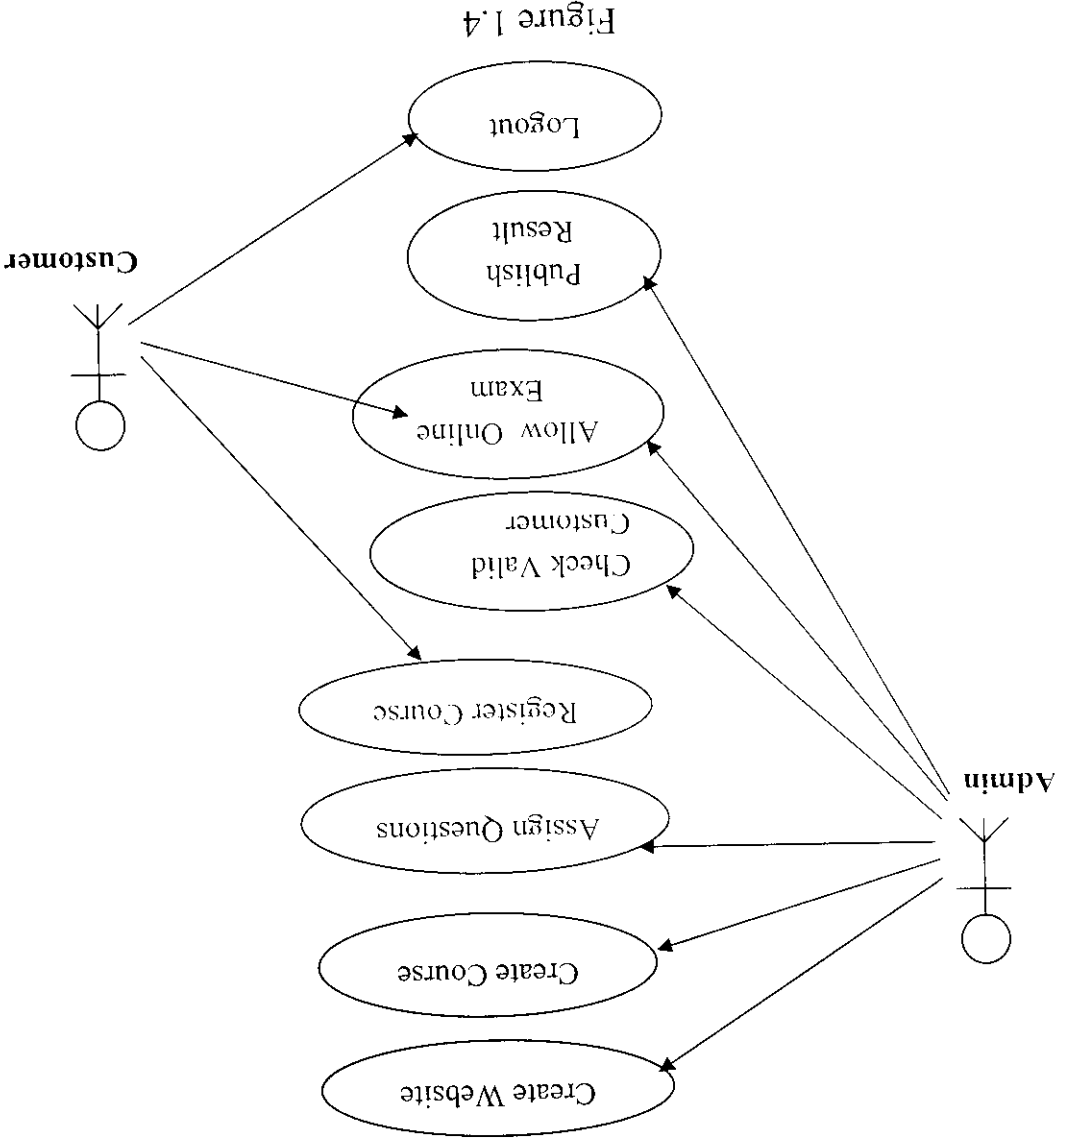 Create Website
Create Course
Admin
Assign Questions
Register Course
Check Valid
Customer
Allow Online
Exam
Customer
Publish
Result
Logout
Figure 1.4